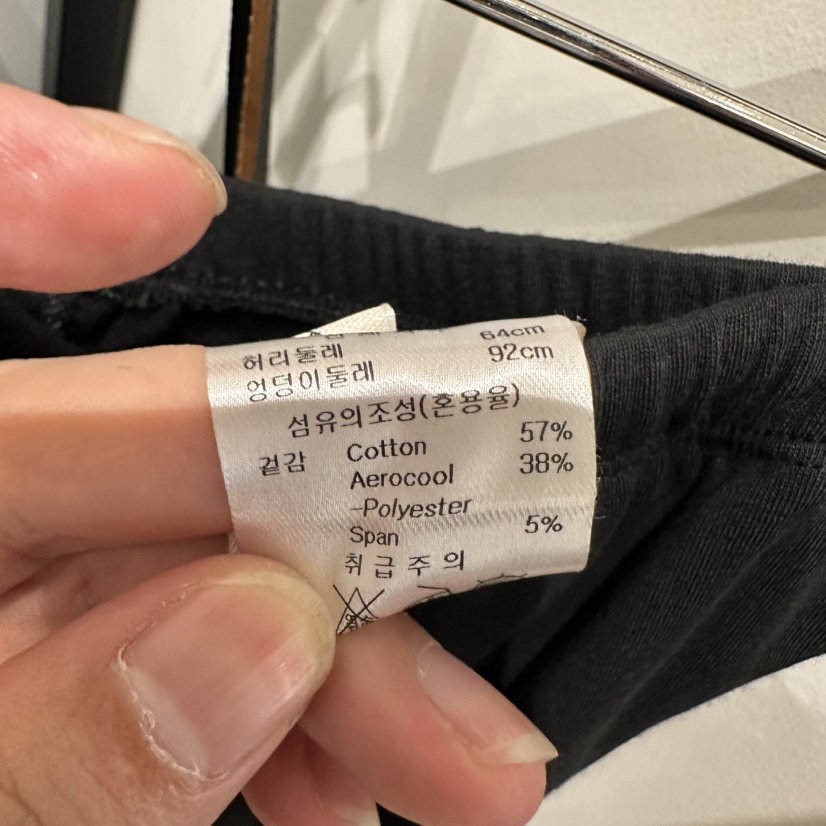 64cm
허리둘레 92cm
엉덩이둘레
섬유의조성(혼용율)
겉감 Cotton 57%
Aerocool 38%
-Polyester
Span 5%
취급주의